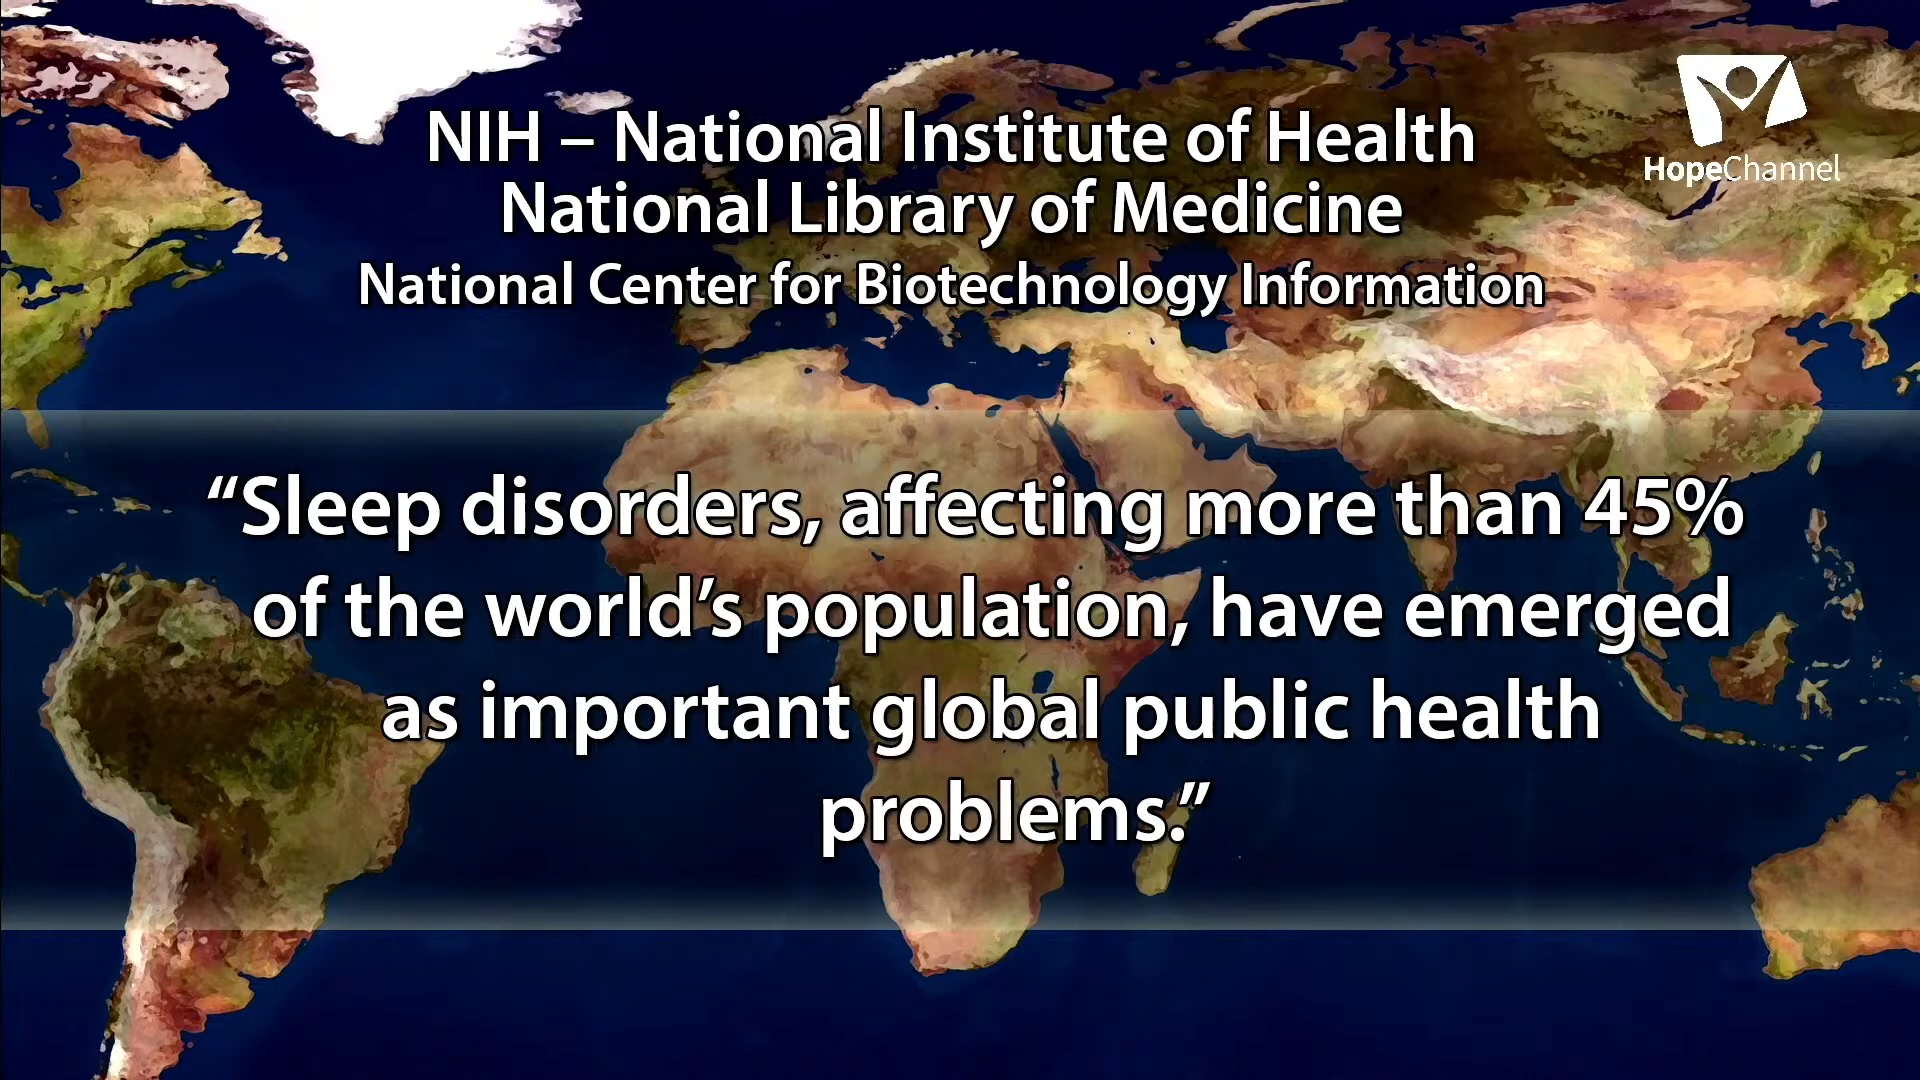 NIH – National Institute of Health
National Library of Medicine
National Center for Biotechnology Information
HopeChannel
“Sleep disorders, affecting more than 45%
of the world’s population, have emerged
as important global public health
problems.”